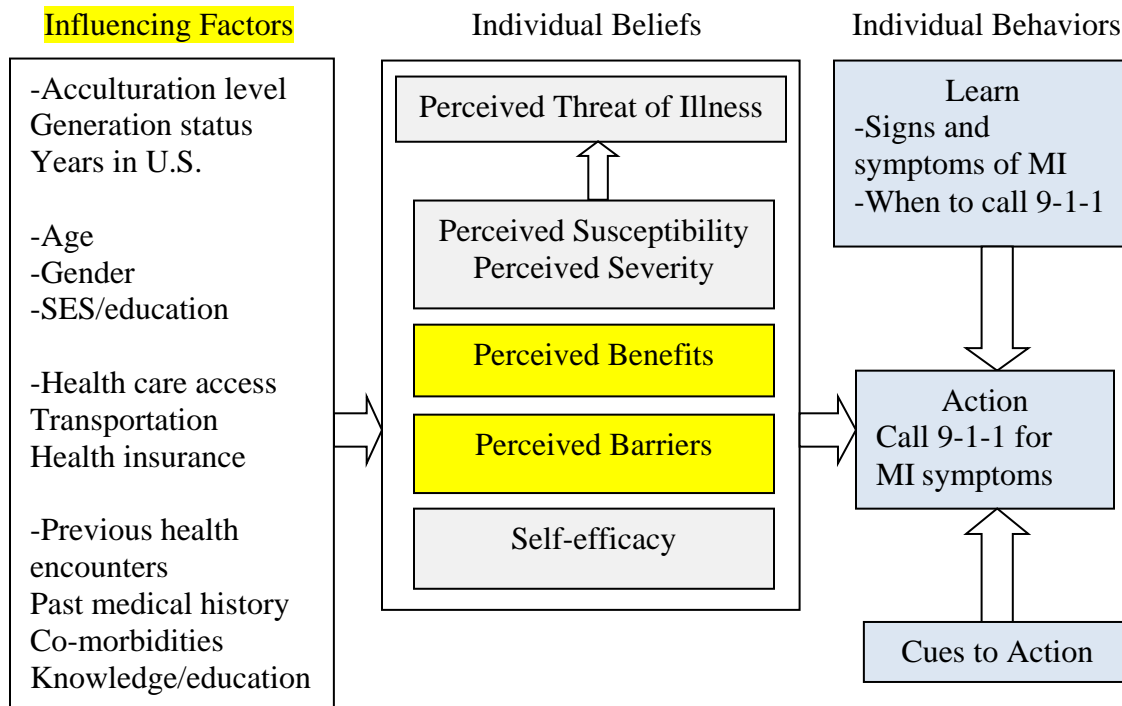 Influencing Factors
-Acculturation level
Generation status
Years in U.S.
-Age
-Gender
-SES/education
-Health care access
Transportation
Health insurance
-Previous health
encounters
Past medical history
Co-morbidities
Knowledge/education
Individual Beliefs
Perceived Threat of Illness
Perceived Susceptibility
Perceived Severity
Perceived Benefits
Perceived Barriers
Self-efficacy
Individual Behaviors
Learn
-Signs and
symptoms of MI
-When to call 9-1-1
Action
Call 9-1-1 for
MI symptoms
Cues to Action